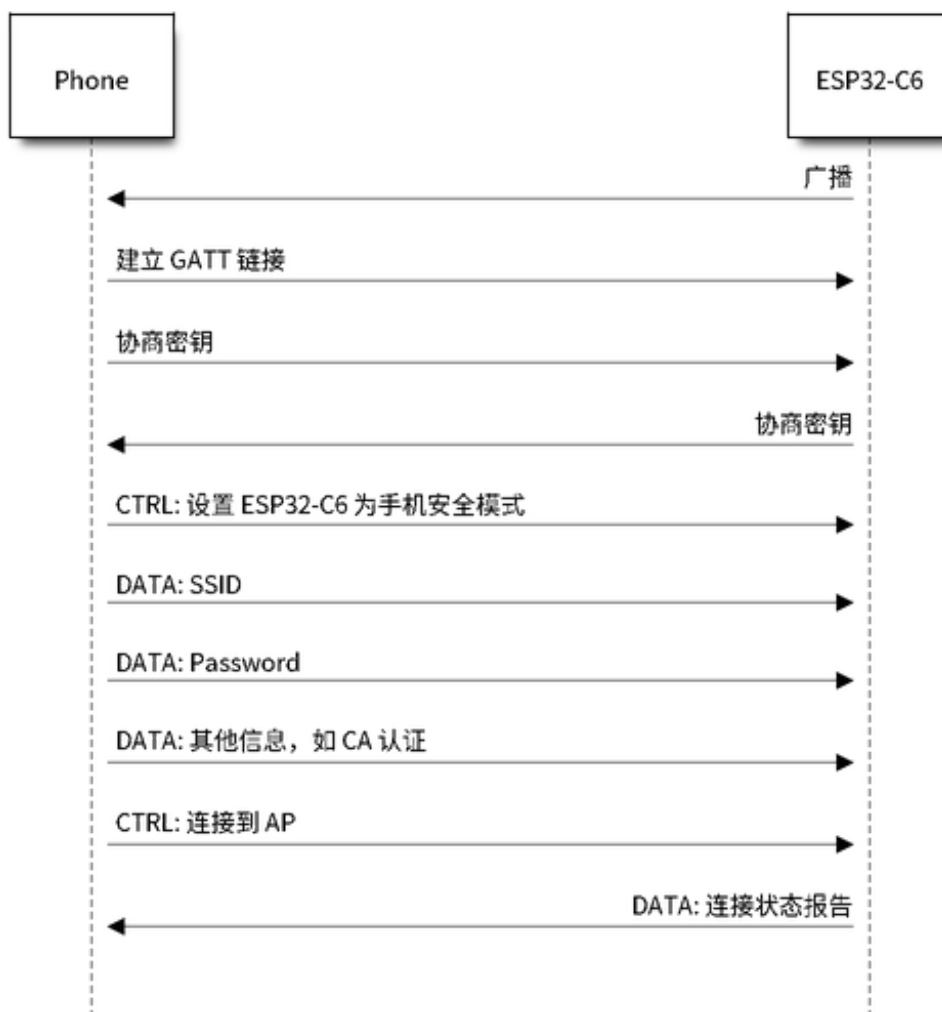 Phone
ESP32-C6
广播
建立 GATT 链接
协商密钥
协商密钥
CTRL: 设置 ESP32-C6 为手机安全模式
DATA: SSID
DATA: Password
DATA: 其他信息，如 CA 认证
CTRL: 连接到 AP
DATA: 连接状态报告